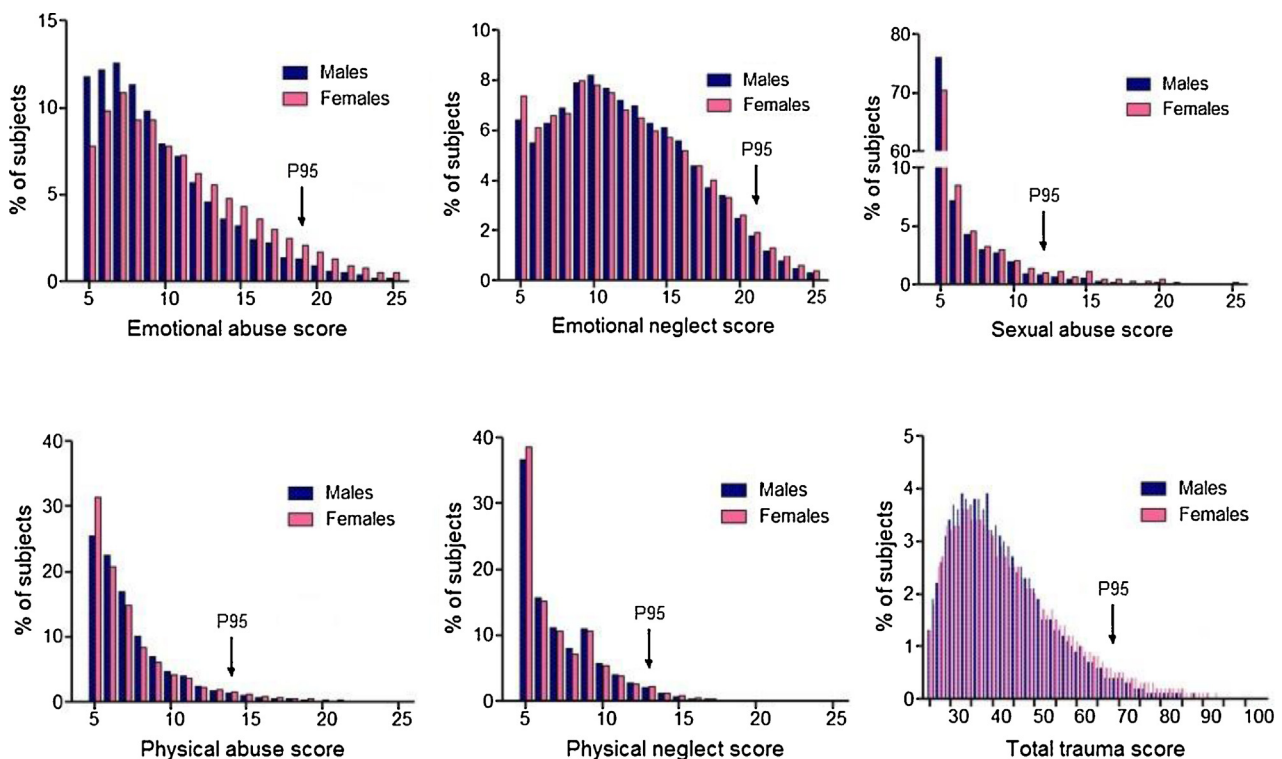 15
10
5
0
% of subjects
Males
Females
P95
5 10 15 20 25
Emotional abuse score
10
8
6
4
2
0
% of subjects
Males
Females
P95
5 10 15 20 25
Emotional neglect score
80
70
60
10
5
0
% of subjects
Males
Females
P95
5 10 15 20 25
Sexual abuse score
40
30
20
10
0
% of subjects
Males
Females
P95
5 10 15 20 25
Physical abuse score
40
30
20
10
0
% of subjects
Males
Females
P95
5 10 15 20 25
Physical neglect score
5
4
3
2
1
0
% of subjects
Males
Females
P95
30 40 50 60 70 80 90 100
Total trauma score